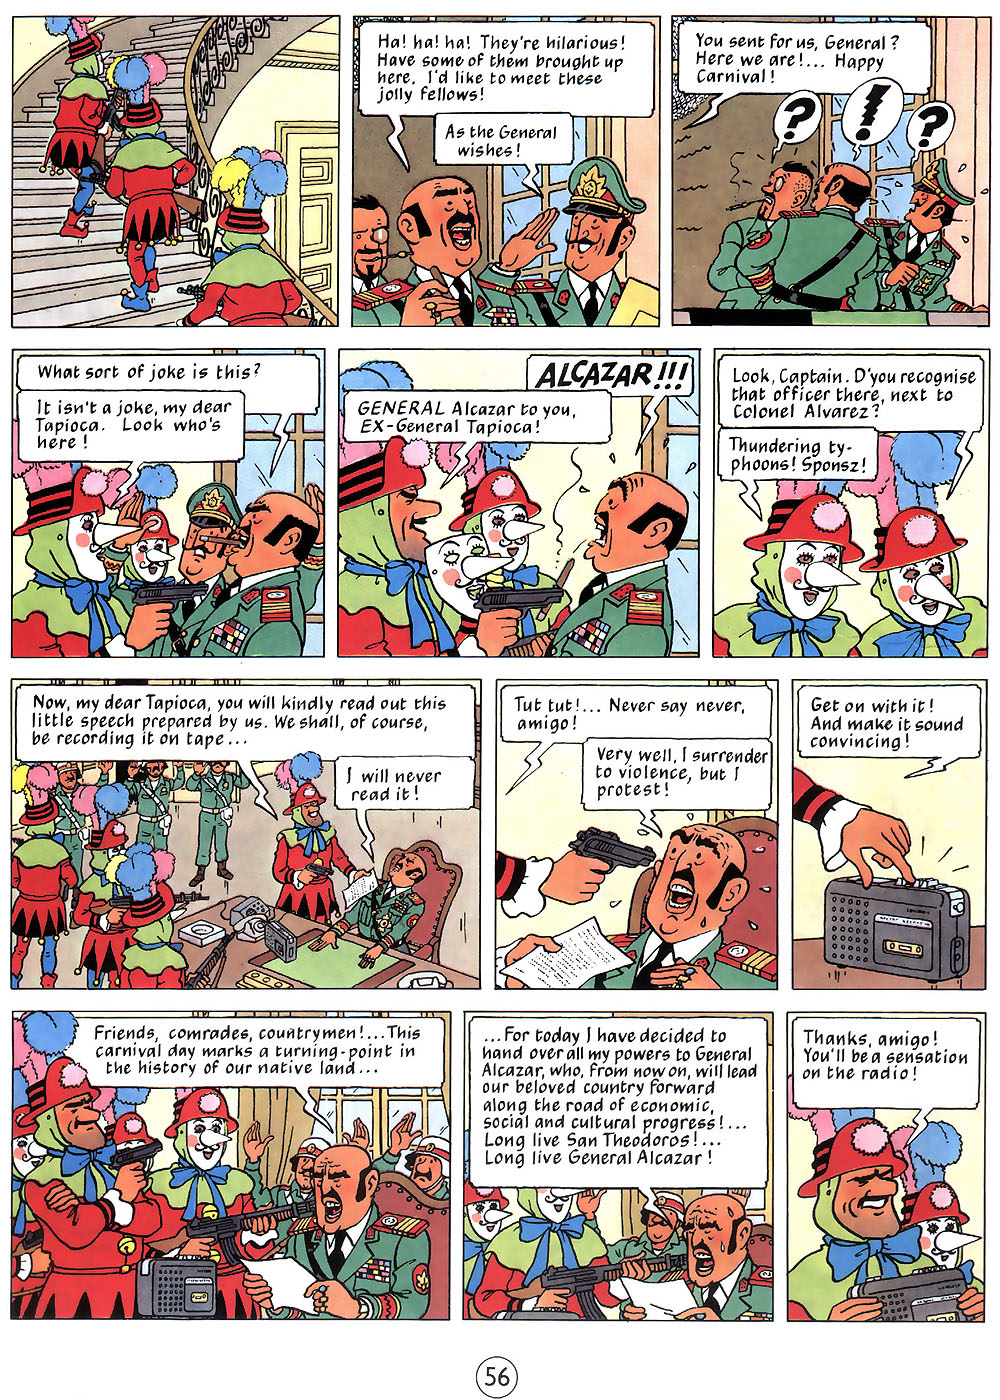 Ha! ha! ha! They're hilarious!
Have some of them brought up
here. I'd like to meet these
jolly fellows!
As the General
wishes!
You sent for us, General?
Here we are!... Happy
Carnival!
?
!
?
What sort of joke is this?
It isn't a joke, my dear
Tapioca. Look who's
here!
ALCAZAR!!!
GENERAL Alcazar to you,
EX-General Tapioca!
Look, Captain. D'you recognise
that officer there, next to
Colonel Alvarez?
Thundering ty-
phoons! Sponsz!
Now, my dear Tapioca, you will kindly read out this
little speech prepared by us. We shall, of course,
be recording it on tape...
I will never
read it!
Tut tut!... Never say never,
amigo!
Very well, I surrender
to violence, but I
protest!
Get on with it!
And make it sound
convincing!
Friends, comrades, countrymen!...This
carnival day marks a turning-point in
the history of our native land...
...For today I have decided to
hand over all my powers to General
Alcazar, who, from now on, will lead
our beloved country forward
along the road of economic,
social and cultural progress!...
Long live San Theodoros!...
Long live General Alcazar!
Thanks, amigo!
You'll be a sensation
on the radio!
56